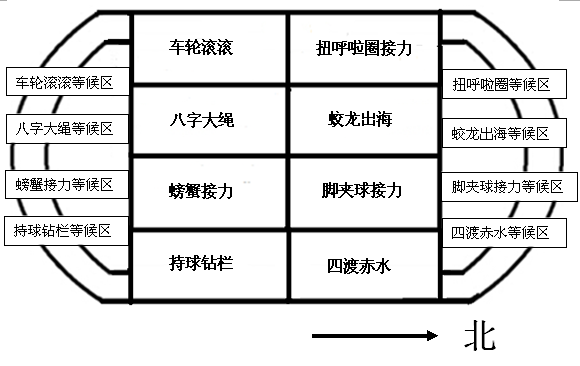 车轮滚滚
扭呼啦圈接力
车轮滚滚等候区
扭呼啦圈等候区
八字大绳
蛟龙出海
八字大绳等候区
蛟龙出海等候区
螃蟹接力
脚夹球接力
螃蟹接力等候区
脚夹球接力等候区
持球钻栏
四渡赤水
持球钻栏等候区
四渡赤水等候区
北